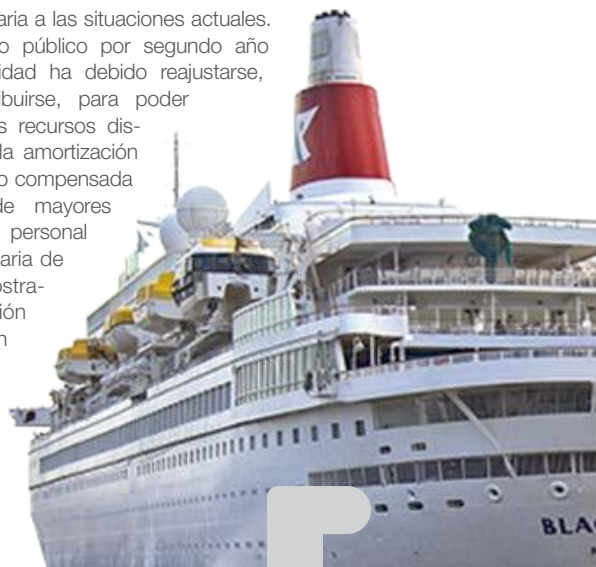 aria a las situaciones actuales.
o público por segundo año
idad ha debido reajustarse,
ibuirse, para poder
s recursos dis-
la amortización
o compensada
de mayores
personal
aria de
ostra-
ión
n
BLA